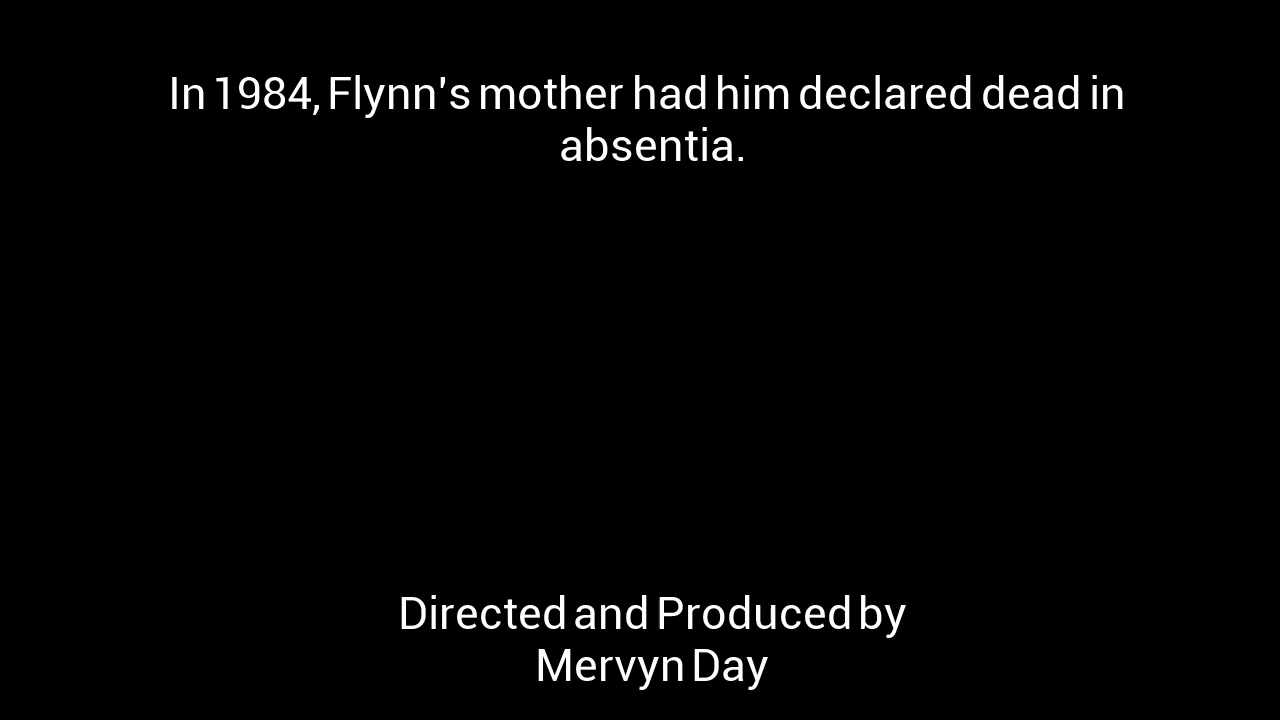 In 1984, Flynn's mother had him declared dead in
absentia.
Directed and Produced by
Mervyn Day